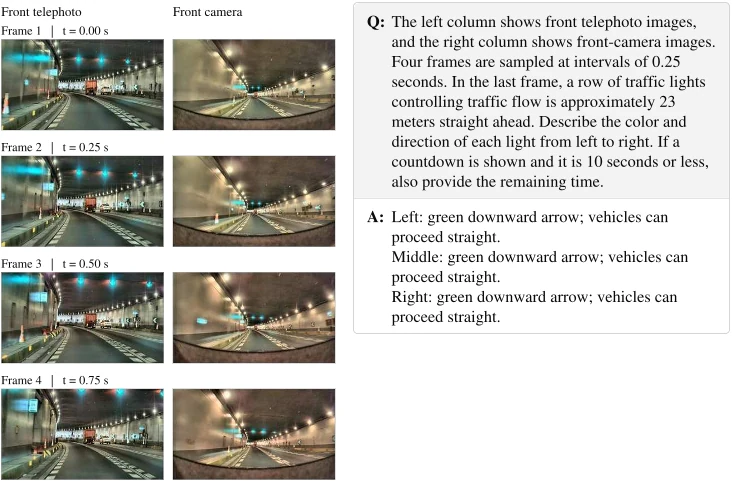 Front telephoto
Front camera
Frame 1 | t = 0.00 s
Frame 2 | t = 0.25 s
Frame 3 | t = 0.50 s
Frame 4 | t = 0.75 s
Q: The left column shows front telephoto images,
and the right column shows front-camera images.
Four frames are sampled at intervals of 0.25
seconds. In the last frame, a row of traffic lights
controlling traffic flow is approximately 23
meters straight ahead. Describe the color and
direction of each light from left to right. If a
countdown is shown and it is 10 seconds or less,
also provide the remaining time.
A: Left: green downward arrow; vehicles can
proceed straight.
Middle: green downward arrow; vehicles can
proceed straight.
Right: green downward arrow; vehicles can
proceed straight.